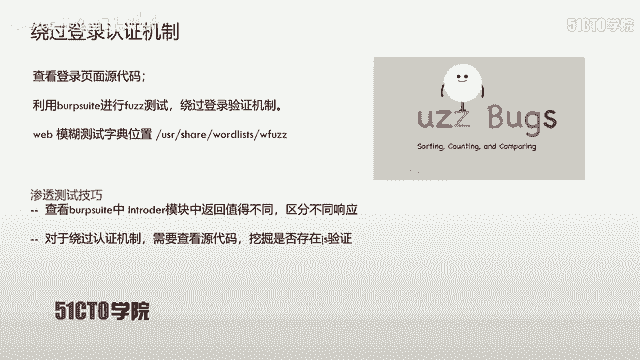 绕过登录认证机制
51CTO学院
查看登录页面源代码；
利用burpsuite进行fuzz测试，绕过登录验证机制。
web 模糊测试字典位置 /usr/share/wordlists/wfuzz
uzz Bugs
Sorting, Counting, and Comparing
渗透测试技巧
-- 查看burpsuite中 Introder模块中返回值得不同，区分不同响应
-- 对于绕过认证机制，需要查看源代码，挖掘是否存在js验证
51CTO学院